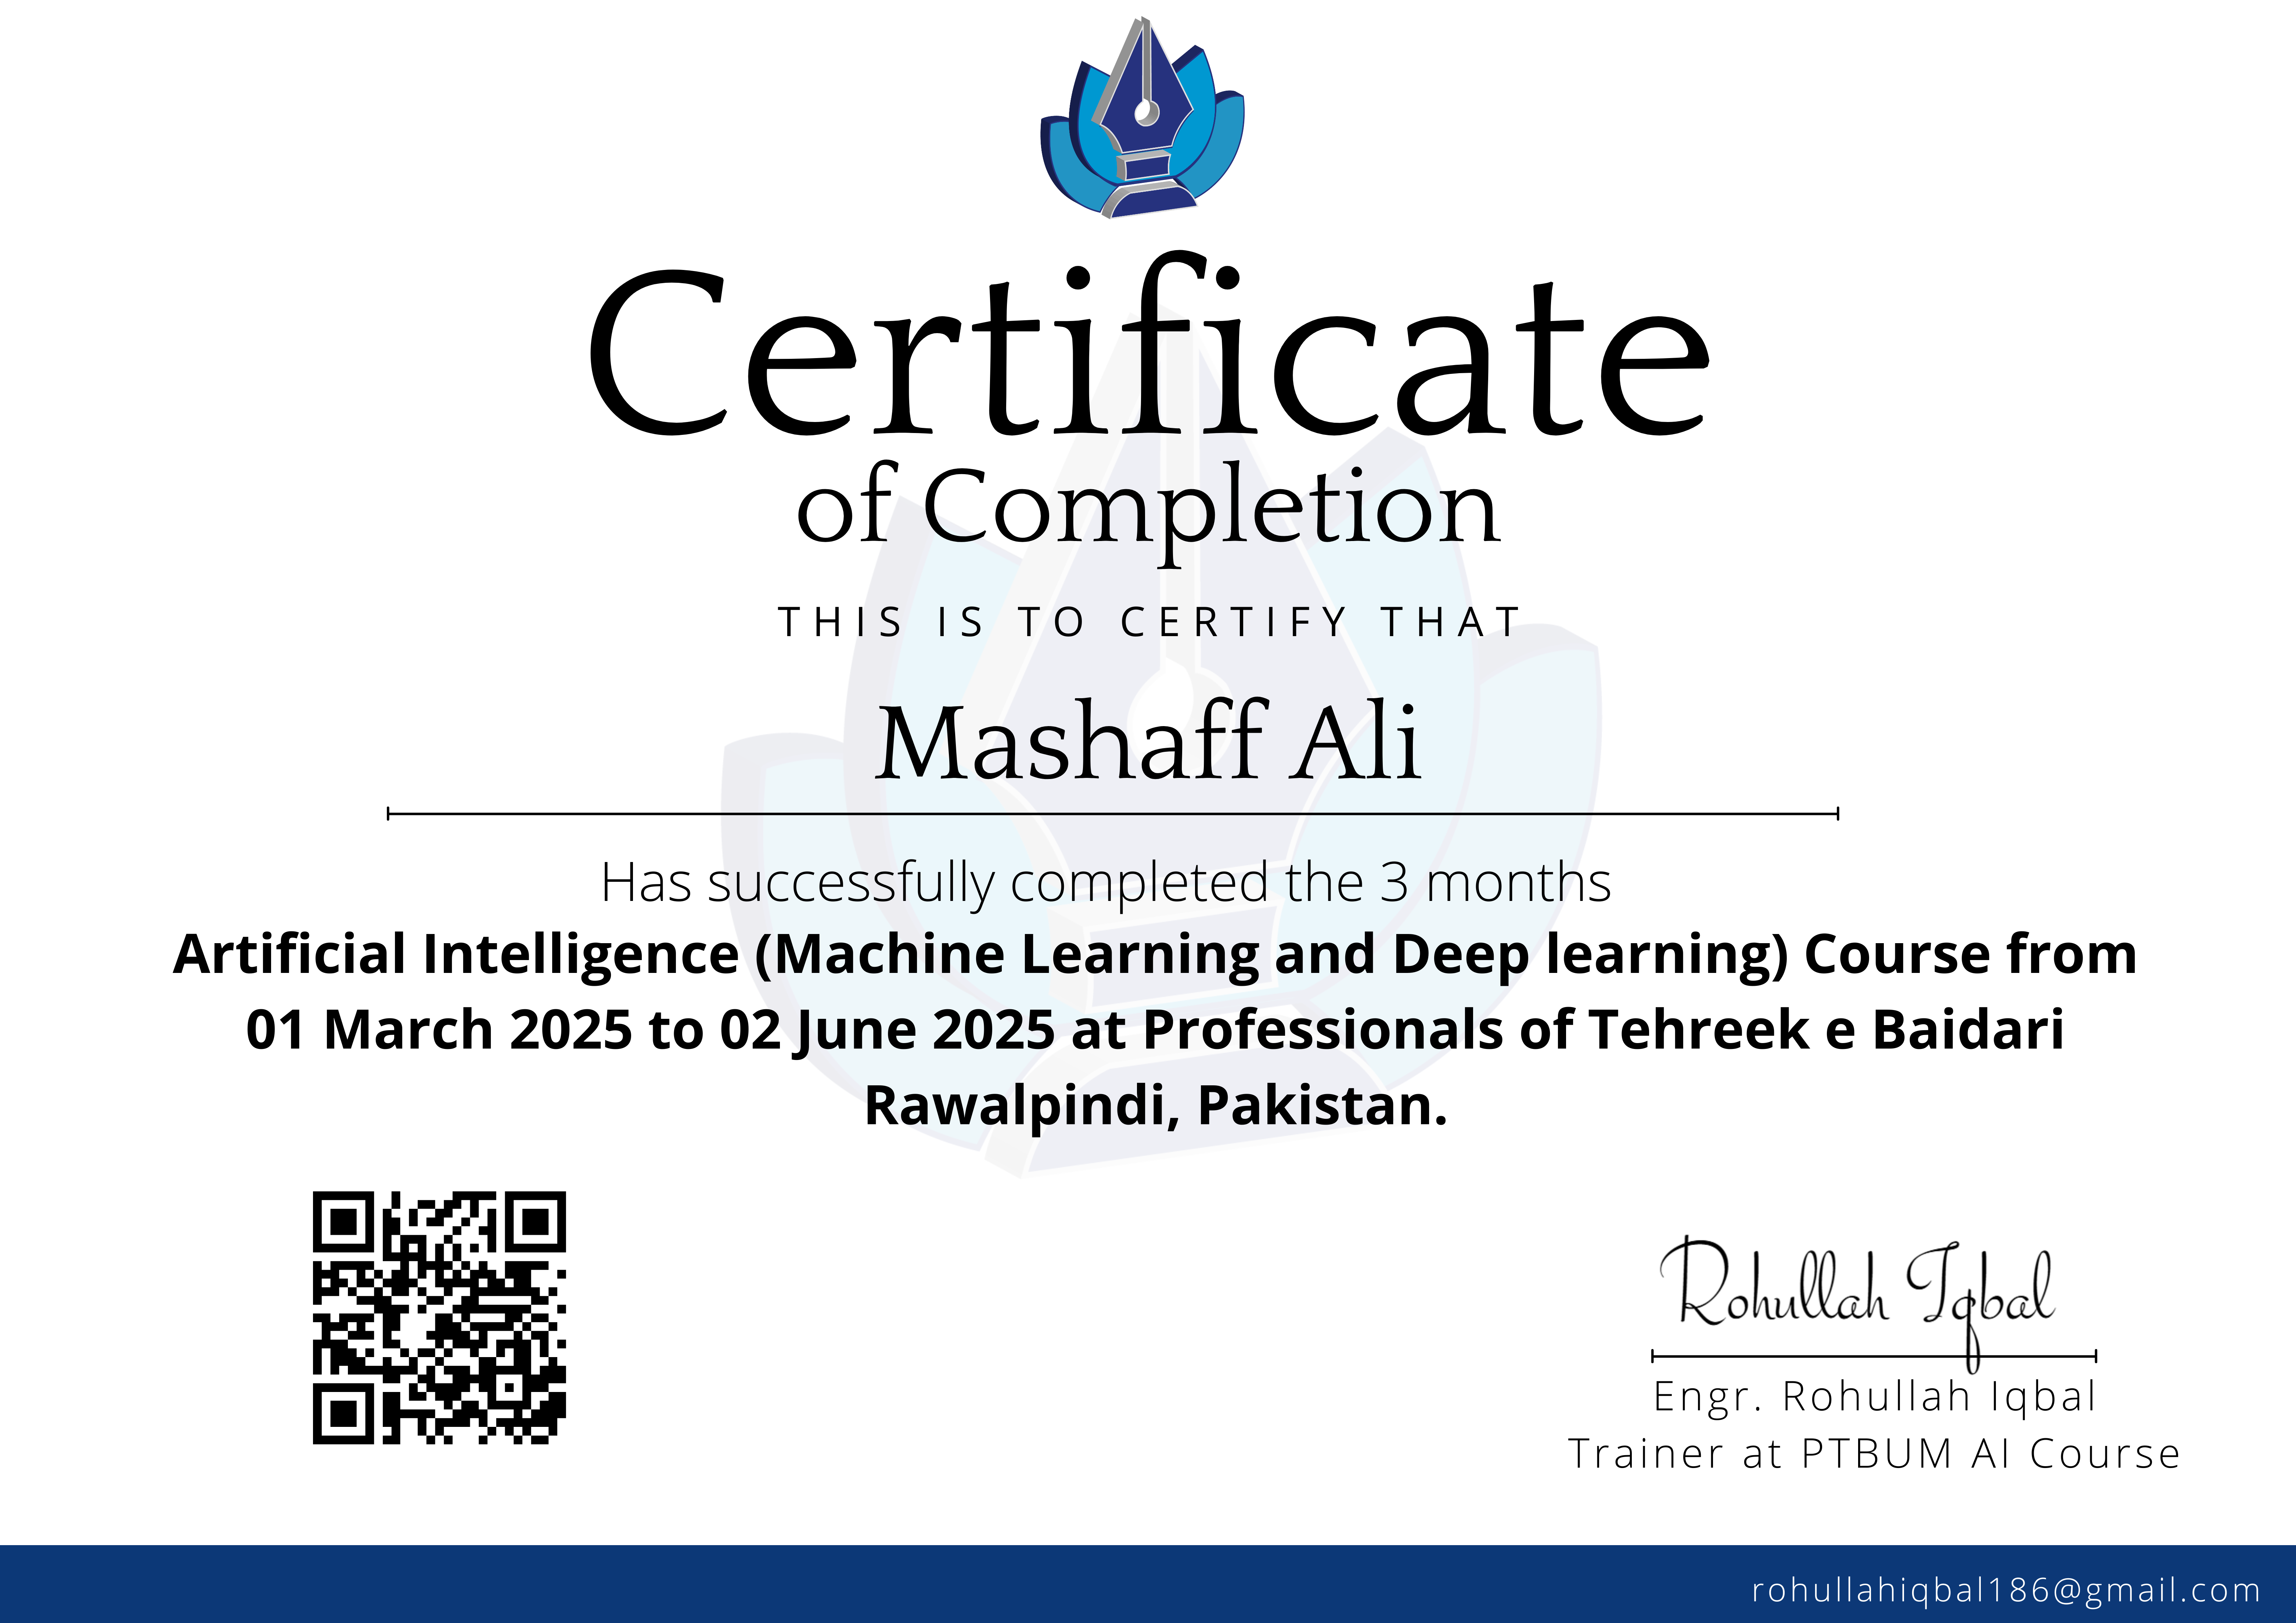 Certificate
of Completion
THIS IS TO CERTIFY THAT
Mashaff Ali
Has successfully completed the 3 months
Artificial Intelligence (Machine Learning and Deep learning) Course from
01 March 2025 to 02 June 2025 at Professionals of Tehreek e Baidari
Rawalpindi, Pakistan.
Rohullah Iqbal
Engr. Rohullah Iqbal
Trainer at PTBUM AI Course
rohullahiqbal186@gmail.com